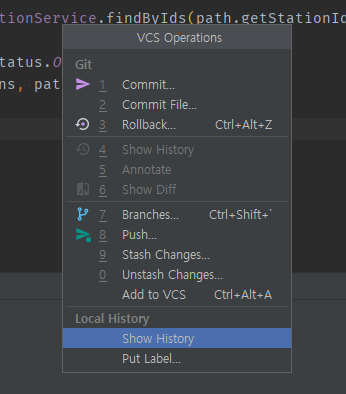 tionService.findByIds(path.getStationId
VCS Operations
tatus.O
Git
ns, pat
1 Commit...
2 Commit File...
3 Rollback... Ctrl+Alt+Z
4 Show History
5 Annotate
6 Show Diff
7 Branches... Ctrl+Shift+`
8 Push...
9 Stash Changes...
0 Unstash Changes...
Add to VCS Ctrl+Alt+A
Local History
Show History
Put Label...